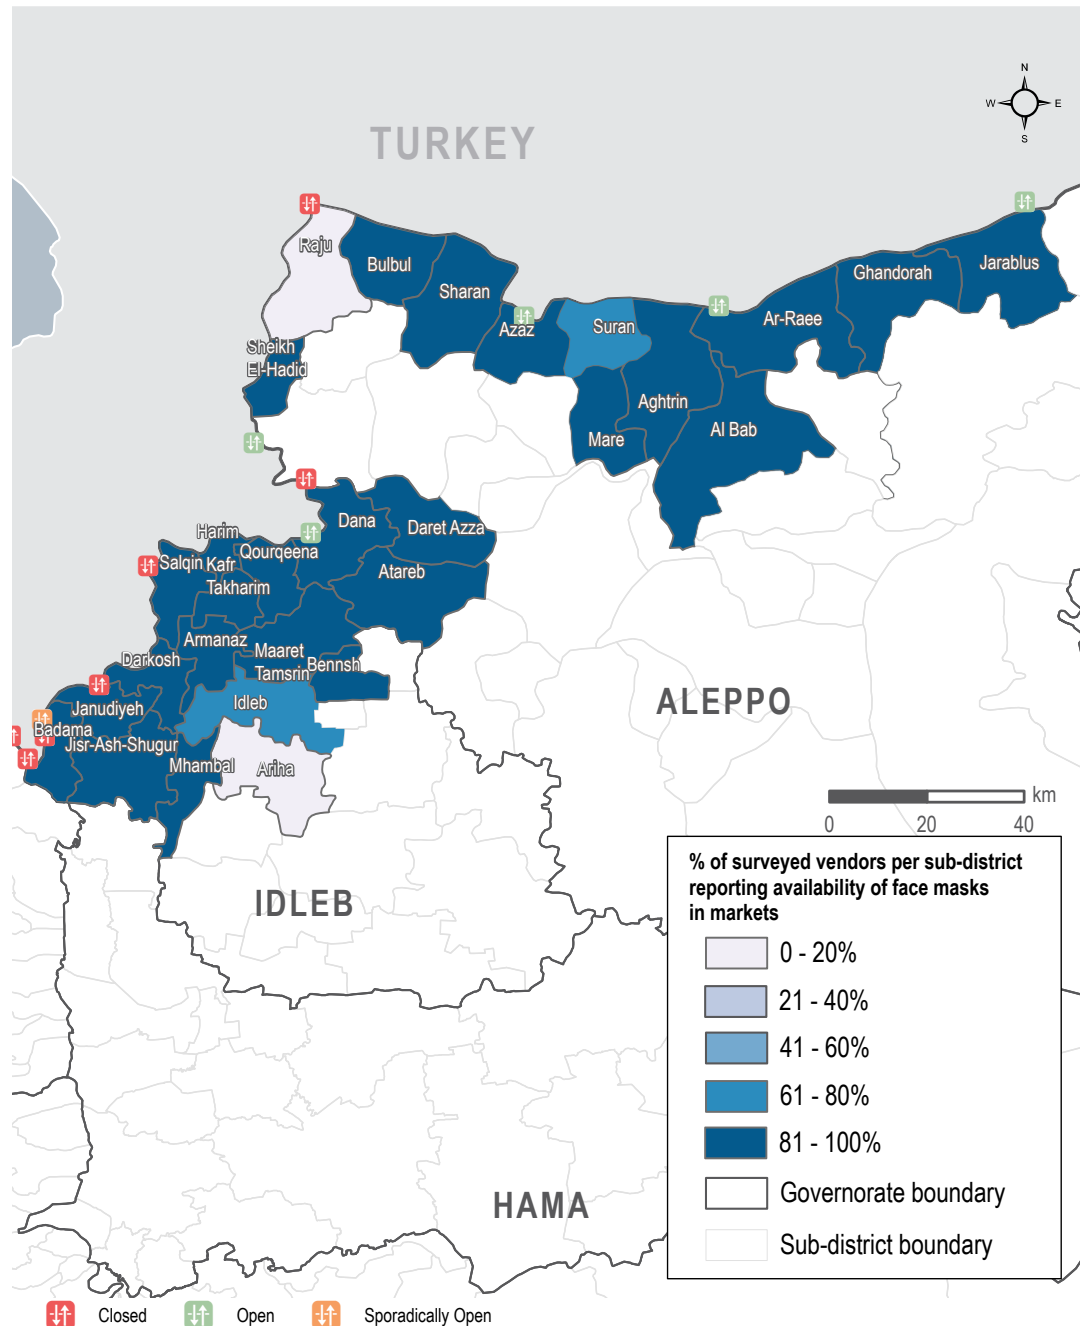 N
W E
S
TURKEY
Raju
Bulbul
Sharan
Azaz
Suran
Ar-Raee
Ghandorah
Jarablus
Sheikh
El-Hadid
Aghtrin
Mare
Al Bab
Dana
Daret Azza
Harim
Qourqeena
Salqin
Kafr
Takharim
Atareb
Armanaz
Maaret
Tamsrin
Bennsh
Darkosh
Janudiyeh
Idleb
Badama
Jisr-Ash-Shugur
Mhambal
Ariha
ALEPPO
km
0 20 40
IDLEB
HAMA
% of surveyed vendors per sub-district
reporting availability of face masks
in markets
0 - 20%
21 - 40%
41 - 60%
61 - 80%
81 - 100%
Governorate boundary
Sub-district boundary
Closed Open Sporadically Open